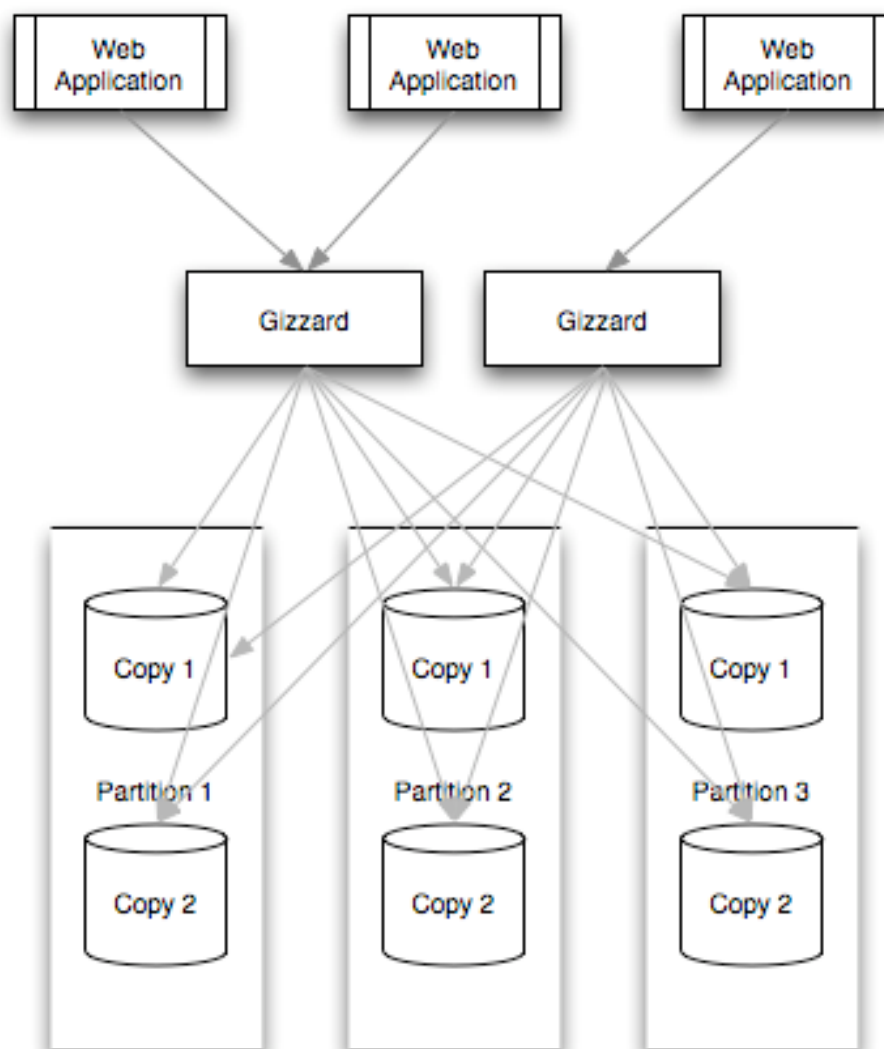 Web
Application
Web
Application
Web
Application
Gizzard
Gizzard
Copy 1
Copy 1
Copy 1
Partition 1
Partition 2
Partition 3
Copy 2
Copy 2
Copy 2